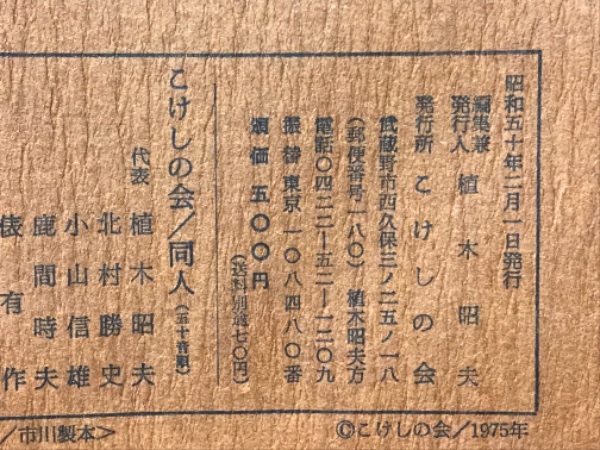 昭和五十年二月一日発行
編集兼
発行人 植木昭夫
発行所 こけしの会
武蔵野市西久保三ノ二五ノ一八
(郵便番号一八〇) 植木昭夫方
電話〇四二二―五二―一二〇九
振替東京一〇八四八〇番
頒価 五〇〇円
(送料別途七〇円)
こけしの会/同人(五十音順)
代表 植木昭夫
北村勝史
小山信雄
鹿間時夫
俵有作
©こけしの会/1975年
/市川製本>